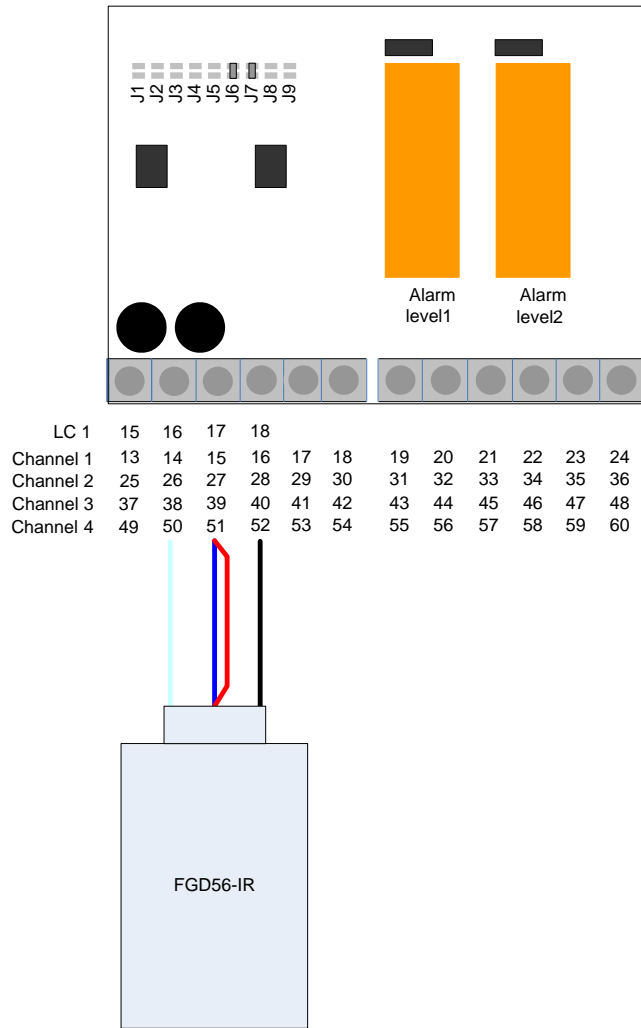 J1 J2 J3 J4 J5 J6 J7 J8 J9
Alarm level1
Alarm level2
LC 1 15 16 17 18
Channel 1 13 14 15 16 17 18 19 20 21 22 23 24
Channel 2 25 26 27 28 29 30 31 32 33 34 35 36
Channel 3 37 38 39 40 41 42 43 44 45 46 47 48
Channel 4 49 50 51 52 53 54 55 56 57 58 59 60
FGD56-IR